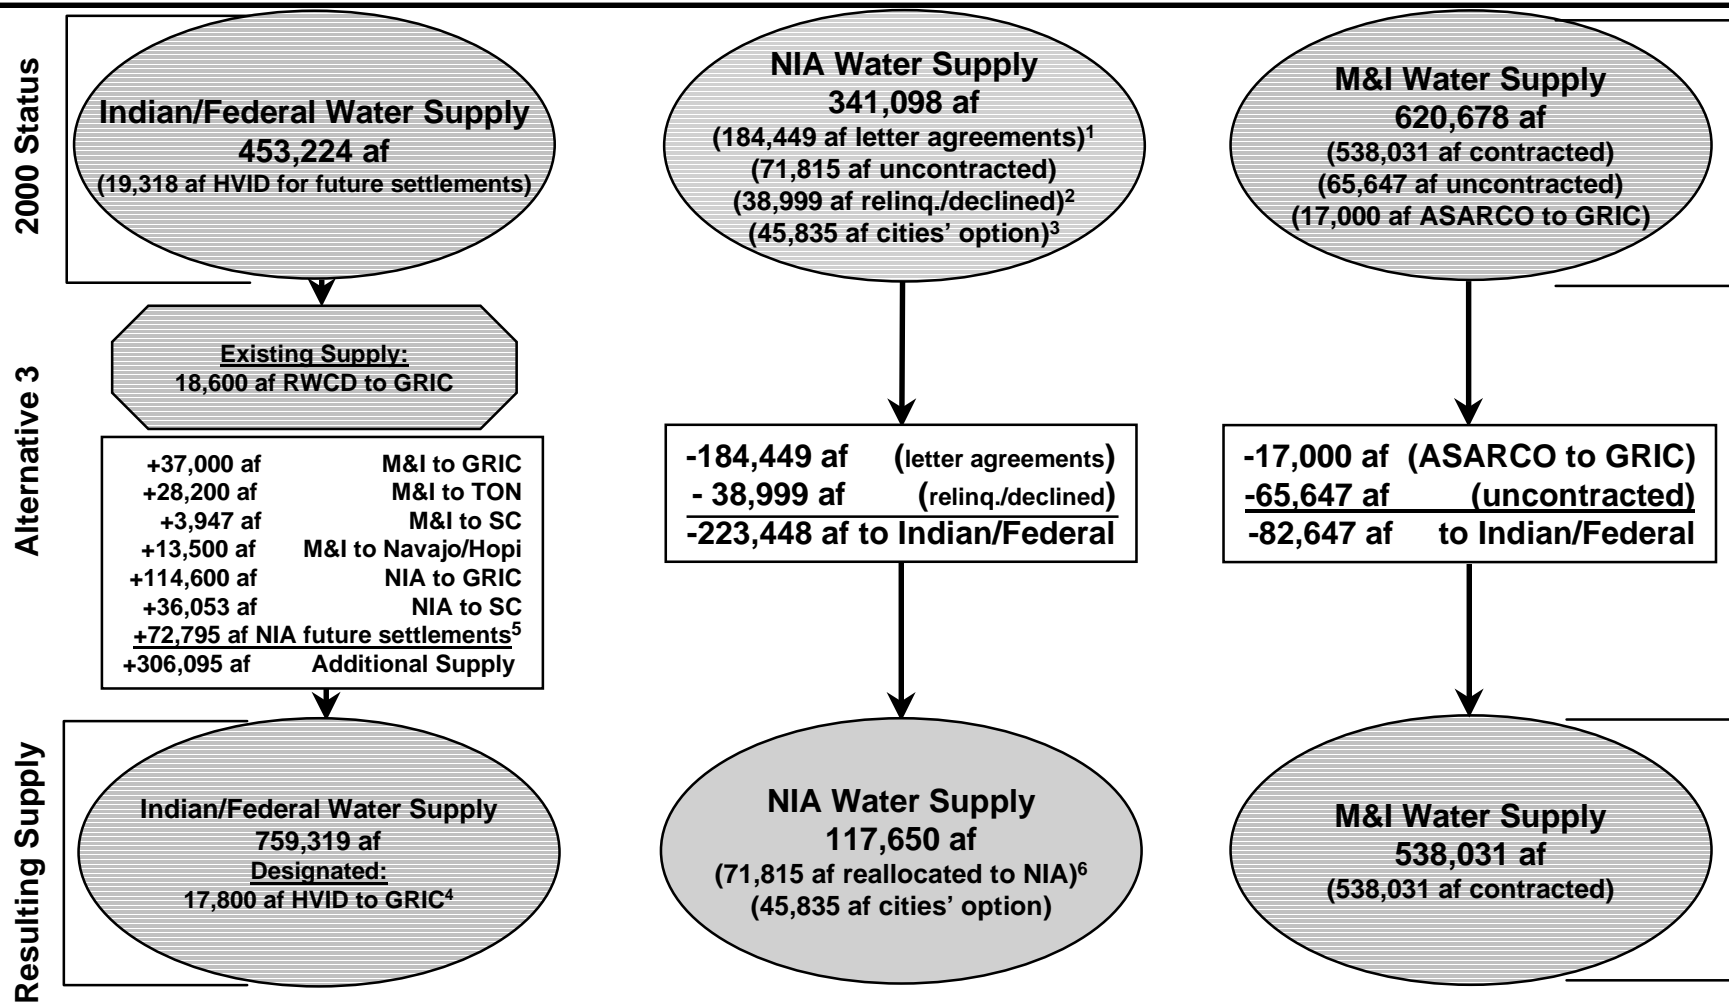 2000 Status
Indian/Federal Water Supply
453,224 af
(19,318 af HVID for future settlements)
NIA Water Supply
341,098 af
(184,449 af letter agreements)1
(71,815 af uncontracted)
(38,999 af relinq./declined)2
(45,835 af cities’ option)3
M&I Water Supply
620,678 af
(538,031 af contracted)
(65,647 af uncontracted)
(17,000 af ASARCO to GRIC)
Alternative 3
Existing Supply:
18,600 af RWCD to GRIC
+37,000 af M&I to GRIC
+28,200 af M&I to TON
+3,947 af M&I to SC
+13,500 af M&I to Navajo/Hopi
+114,600 af NIA to GRIC
+36,053 af NIA to SC
+72,795 af NIA future settlements5
+306,095 af Additional Supply
-184,449 af (letter agreements)
- 38,999 af (relinq./declined)
-223,448 af to Indian/Federal
-17,000 af (ASARCO to GRIC)
-65,647 af (uncontracted)
-82,647 af to Indian/Federal
Resulting Supply
Indian/Federal Water Supply
759,319 af
Designated:
17,800 af HVID to GRIC4
NIA Water Supply
117,650 af
(71,815 af reallocated to NIA)6
(45,835 af cities’ option)
M&I Water Supply
538,031 af
(538,031 af contracted)